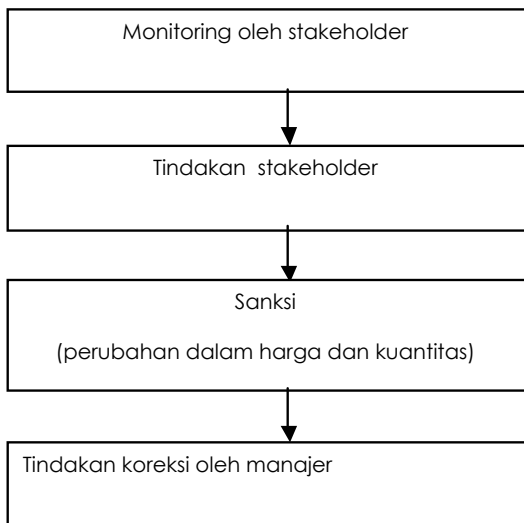 Monitoring oleh stakeholder
Tindakan stakeholder
Sanksi
(perubahan dalam harga dan kuantitas)
Tindakan koreksi oleh manajer